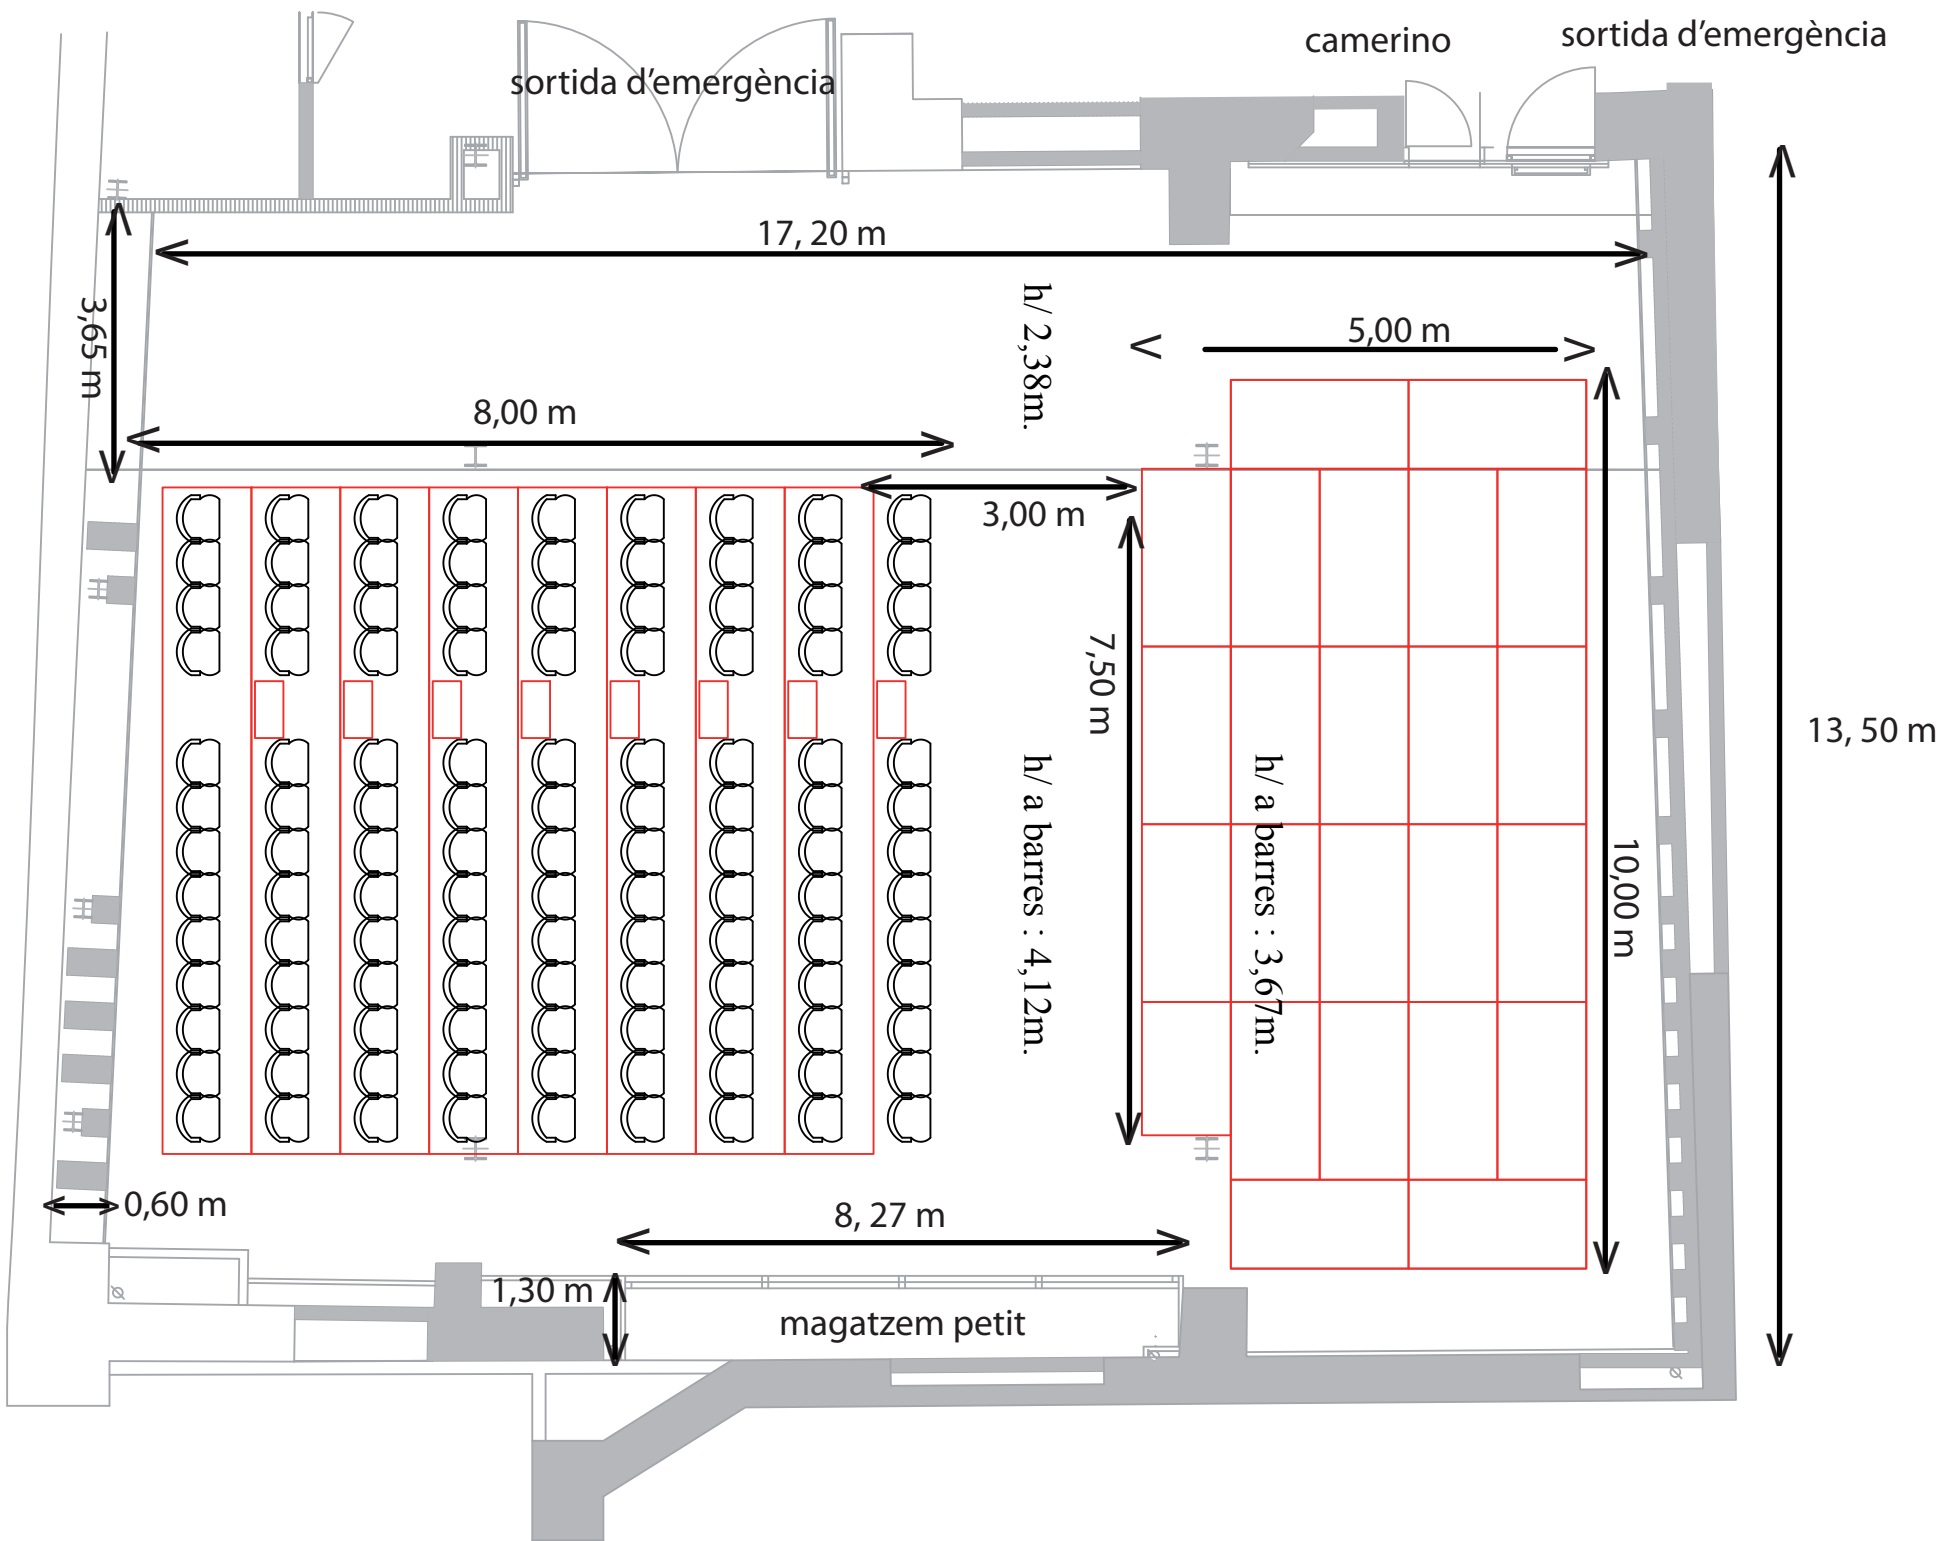 camerino
sortida d'emergència
sortida d'emergència
17, 20 m
3,65 m
h/ 2,38m.
5,00 m
8,00 m
3,00 m
7,50 m
13, 50 m
h/ a barres : 4,12m.
h/ a barres : 3,67m.
10,00 m
0,60 m
8, 27 m
1,30 m
magatzem petit